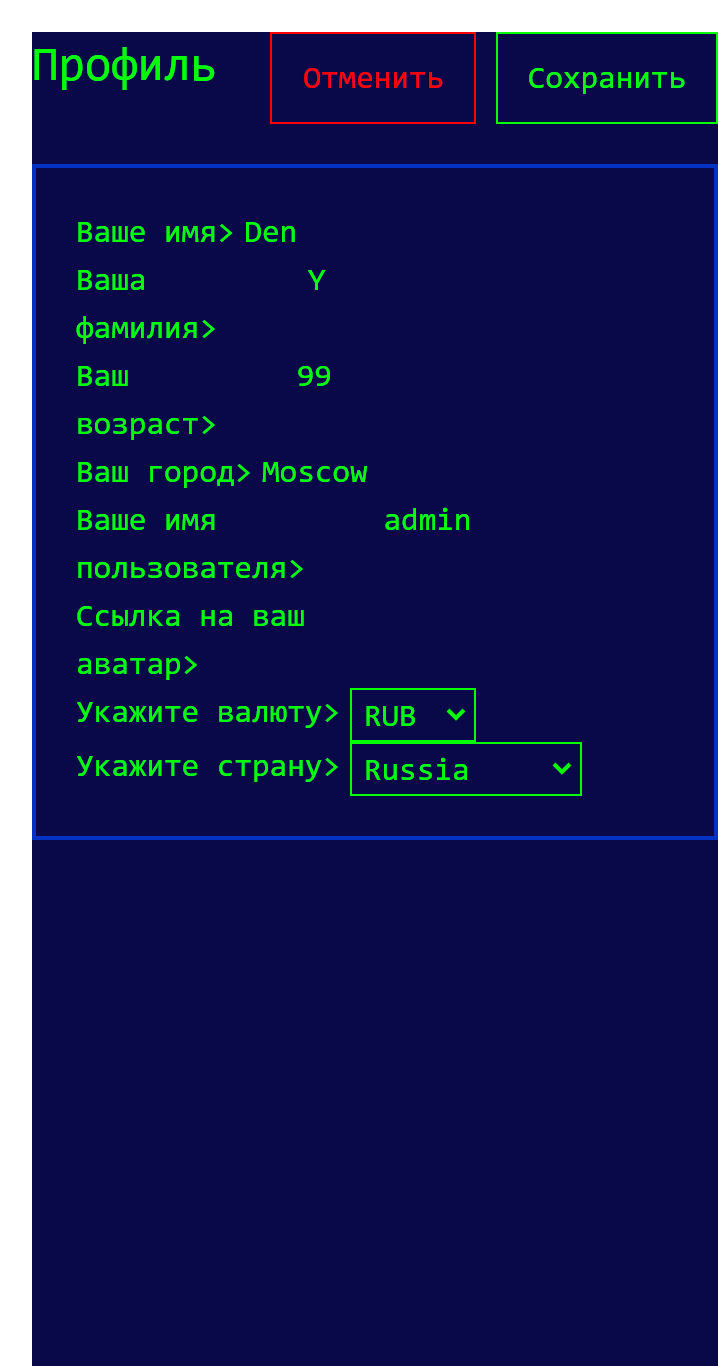 Профиль Отменить Сохранить
Ваше имя> Den
Ваша Y
фамилия>
Ваш 99
возраст>
Ваш город> Moscow
Ваше имя admin
пользователя>
Ссылка на ваш
аватар>
Укажите валюту> RUB
Укажите страну> Russia